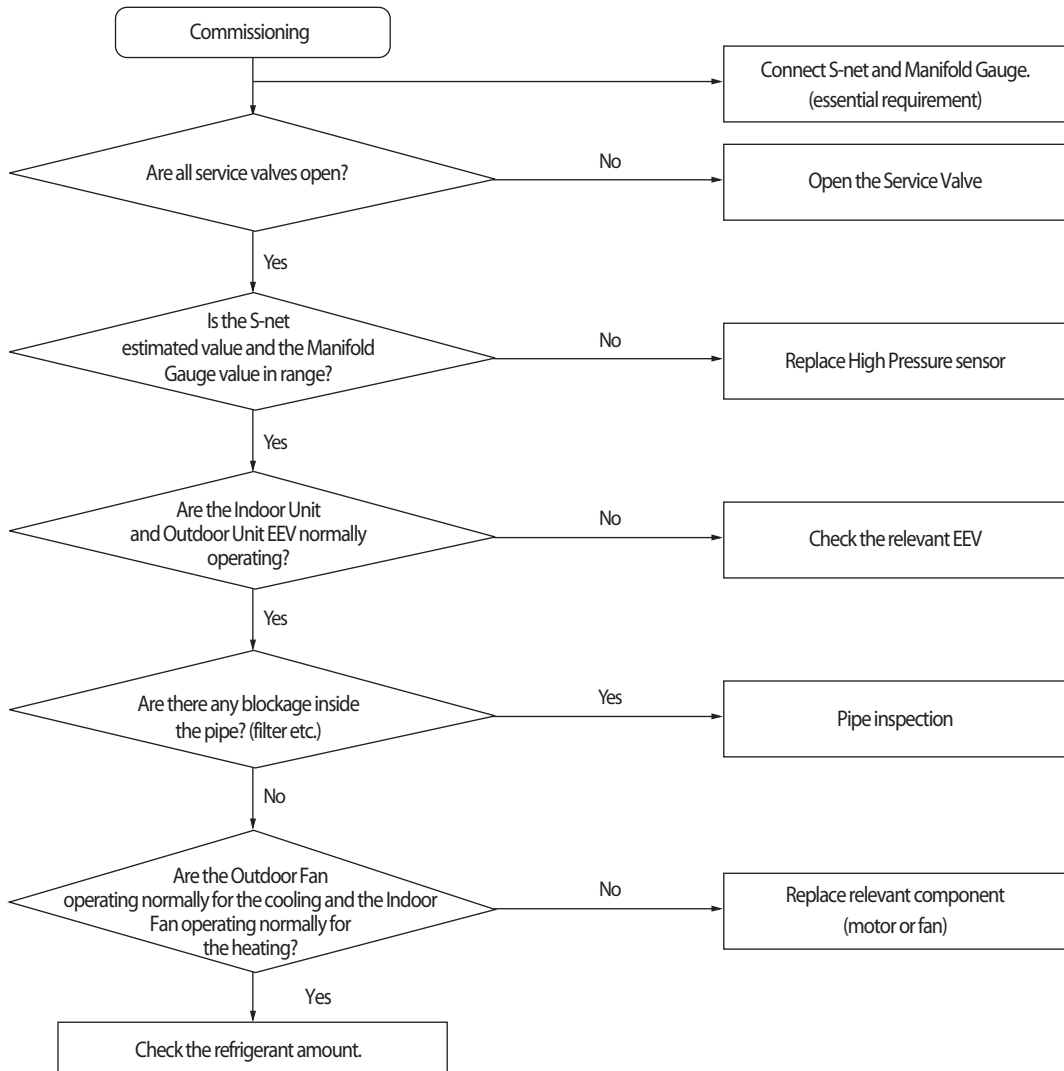 Commissioning
Connect S-net and Manifold Gauge.
(essential requirement)
Are all service valves open?
No
Open the Service Valve
Yes
Is the S-net
estimated value and the Manifold
Gauge value in range?
No
Replace High Pressure sensor
Yes
Are the Indoor Unit
and Outdoor Unit EEV normally
operating?
No
Check the relevant EEV
Yes
Are there any blockage inside
the pipe? (filter etc.)
Yes
Pipe inspection
No
Are the Outdoor Fan
operating normally for the cooling and the Indoor
Fan operating normally for
the heating?
No
Replace relevant component
(motor or fan)
Yes
Check the refrigerant amount.